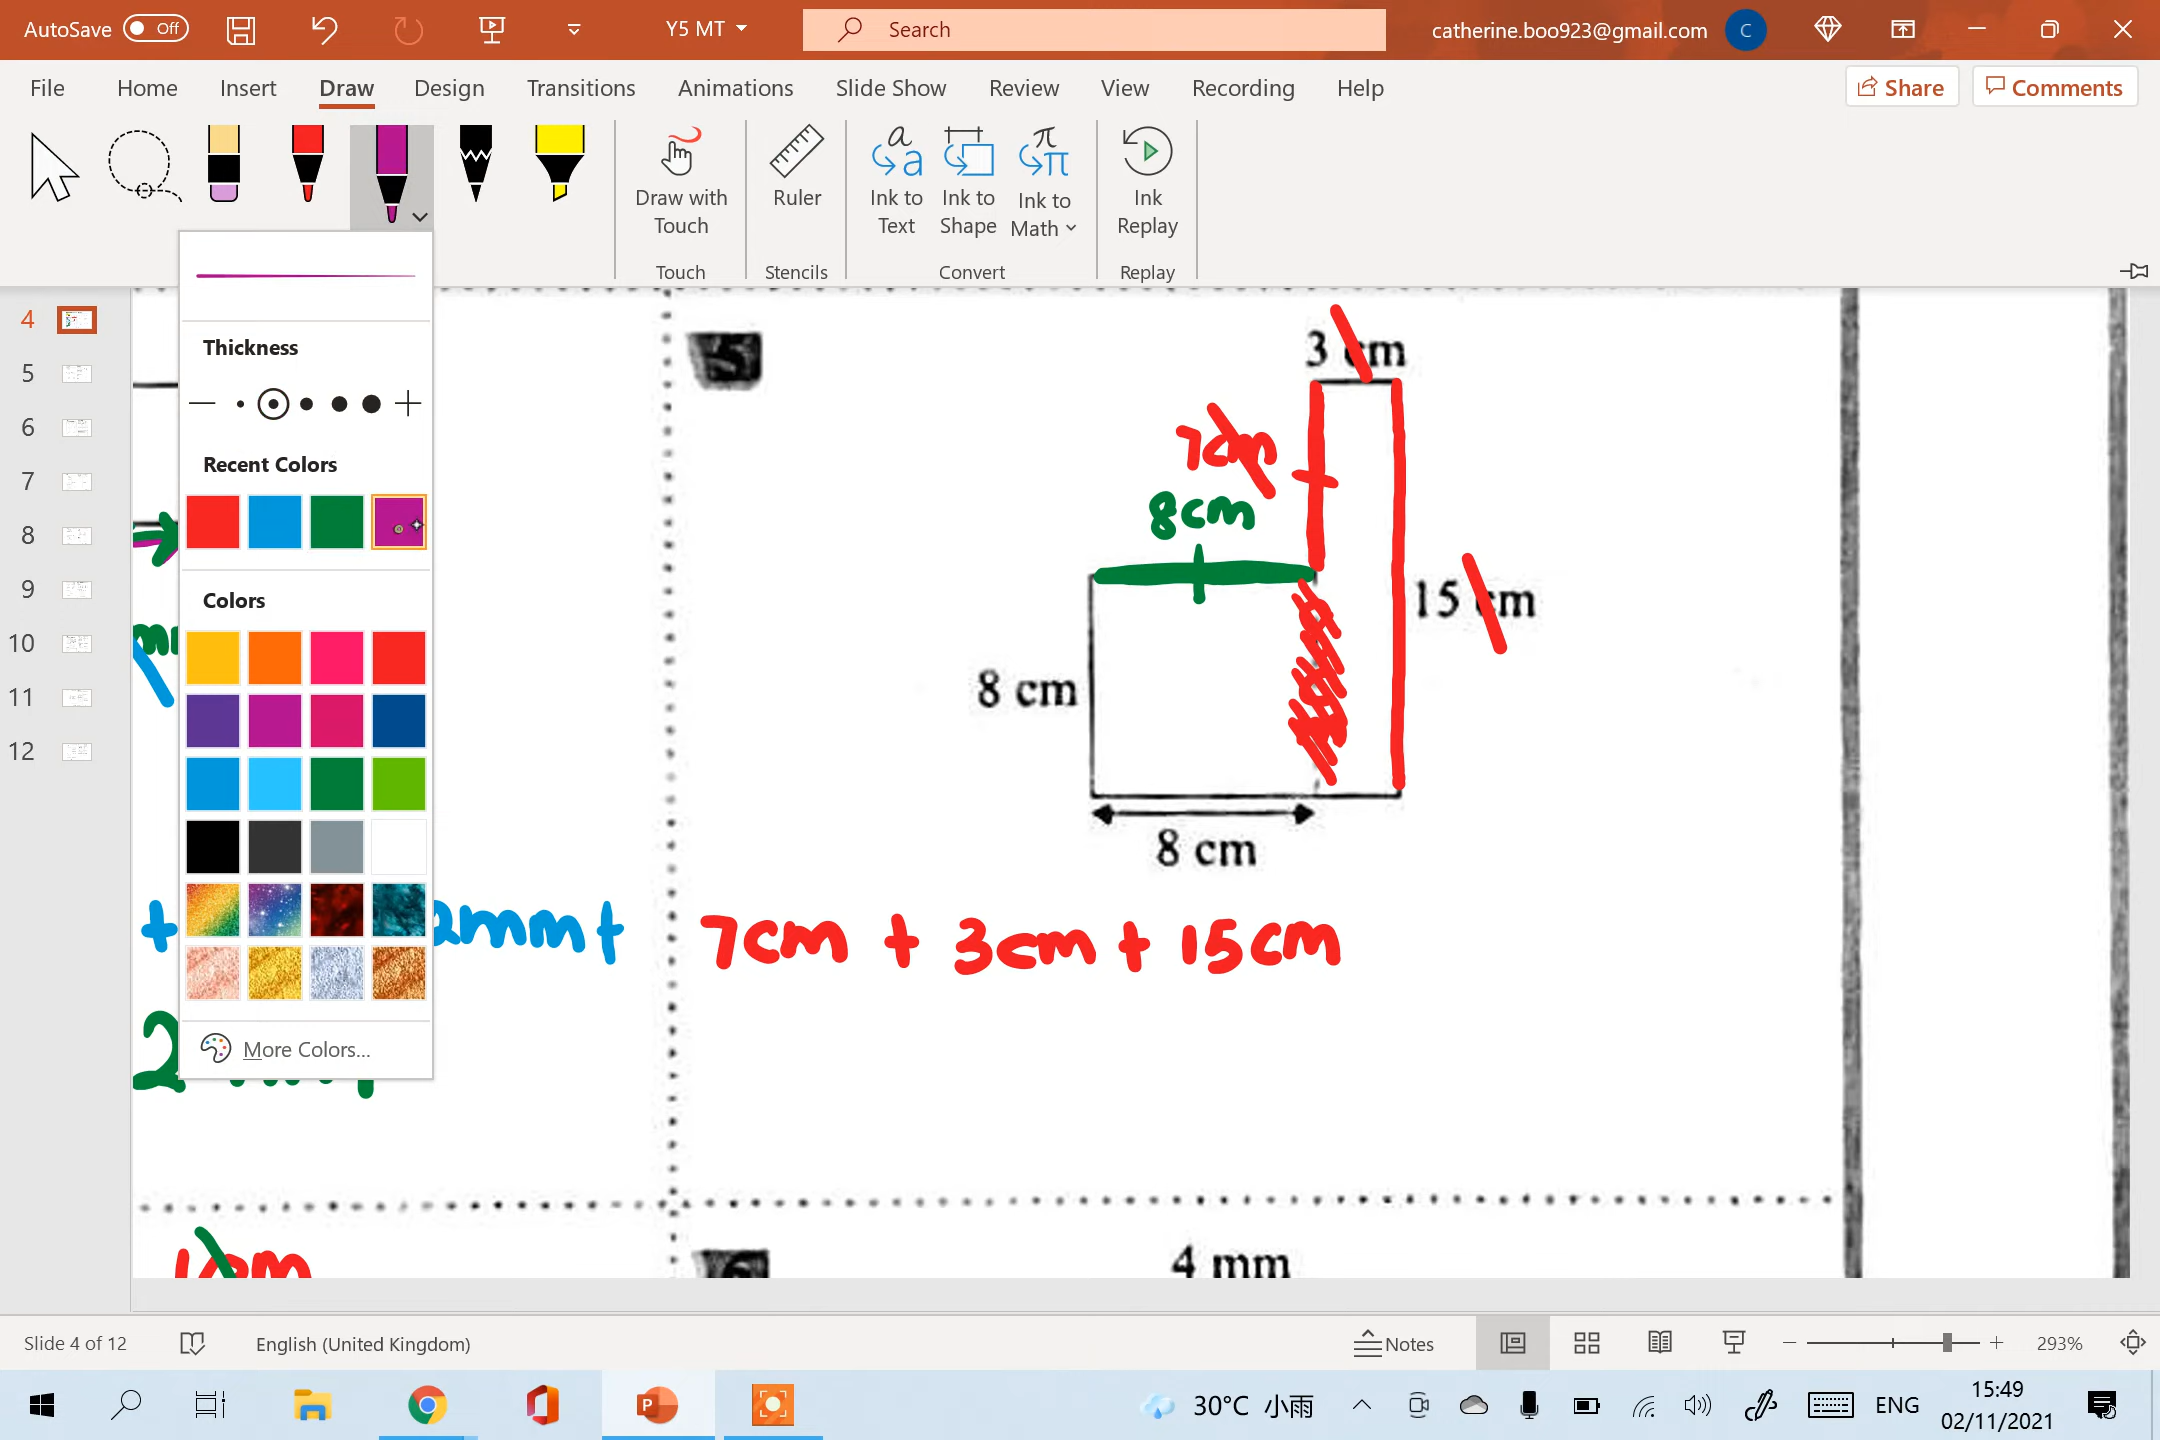 AutoSave Off Y5 MT Search catherine.boo923@gmail.com C
File Home Insert Draw Design Transitions Animations Slide Show Review View Recording Help Share Comments
Draw with Touch
Ruler
Ink to Text
Ink to Shape
Ink to Math
Ink Replay
Touch Stencils Convert Replay
Thickness
Recent Colors
Colors
More Colors...
4
5
6
7
8
9
10
11
12
5
3 cm
7cm
8cm
15 cm
8 cm
8 cm
+ 2mm+
7cm + 3cm + 15cm
2
6
4 mm
Slide 4 of 12 English (United Kingdom) Notes 293%
30°C 小雨 ENG 15:49
02/11/2021